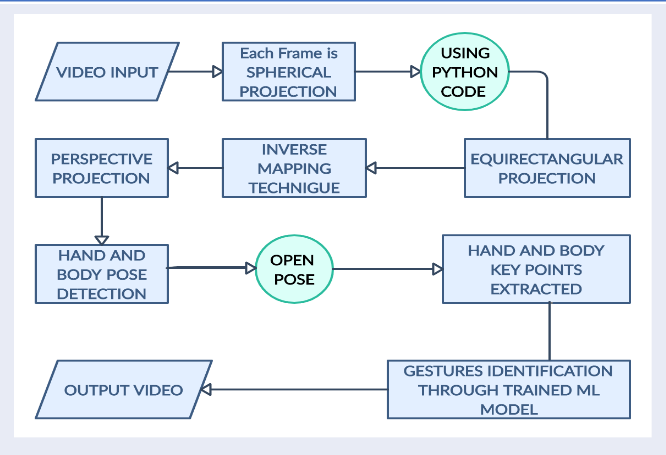 VIDEO INPUT
Each Frame is
SPHERICAL
PROJECTION
USING
PYTHON
CODE
PERSPECTIVE
PROJECTION
INVERSE
MAPPING
TECHNIGUE
EQUIRECTANGULAR
PROJECTION
HAND AND
BODY POSE
DETECTION
OPEN
POSE
HAND AND BODY
KEY POINTS
EXTRACTED
OUTPUT VIDEO
GESTURES IDENTIFICATION
THROUGH TRAINED ML
MODEL